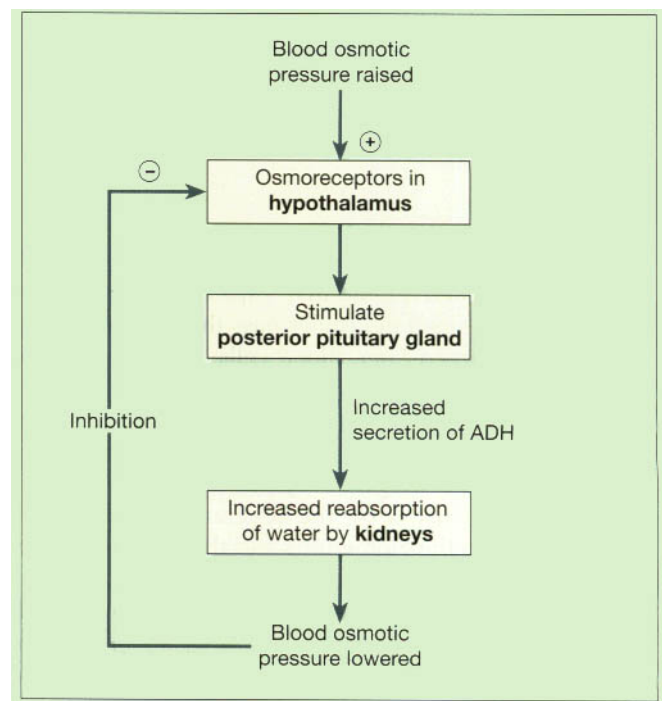 Blood osmotic
pressure raised
+
−
Osmoreceptors in
hypothalamus
Stimulate
posterior pituitary gland
Inhibition
Increased
secretion of ADH
Increased reabsorption
of water by kidneys
Blood osmotic
pressure lowered